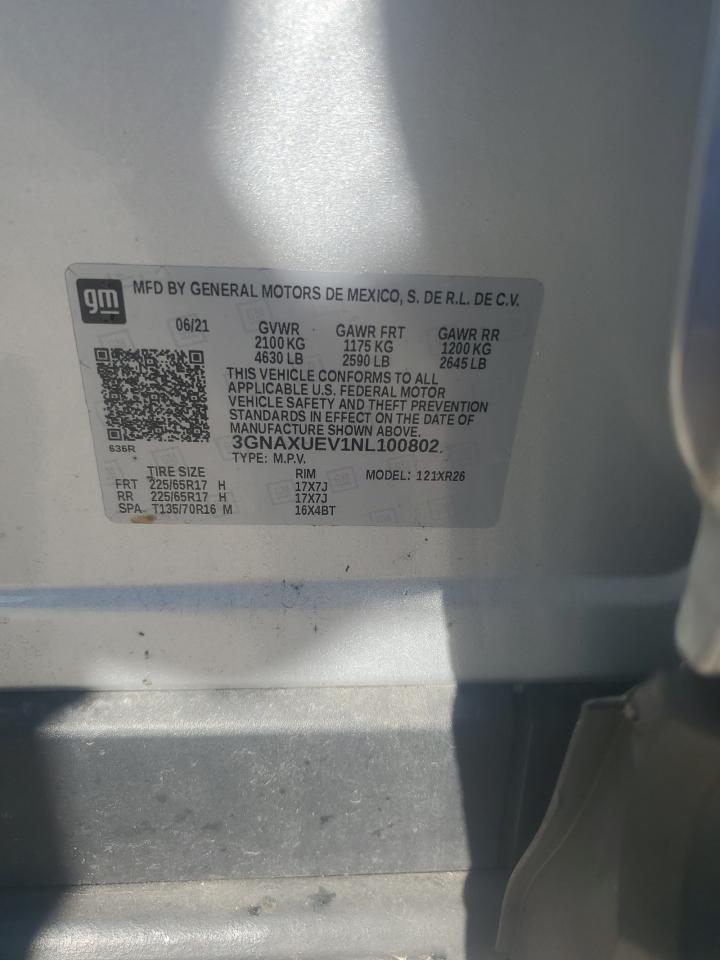 gm MFD BY GENERAL MOTORS DE MEXICO, S. DE R.L. DE C.V.
06/21 GVWR GAWR FRT GAWR RR
2100 KG 1175 KG 1200 KG
4630 LB 2590 LB 2645 LB
THIS VEHICLE CONFORMS TO ALL
APPLICABLE U.S. FEDERAL MOTOR
VEHICLE SAFETY AND THEFT PREVENTION
STANDARDS IN EFFECT ON THE DATE OF
MANUFACTURE SHOWN ABOVE.
636R 3GNAXUEV1NL100802
TYPE: M.P.V.
TIRE SIZE RIM MODEL: 121XR26
FRT 225/65R17 H 17X7J
RR 225/65R17 H 17X7J
SPA T135/70R16 M 16X4BT